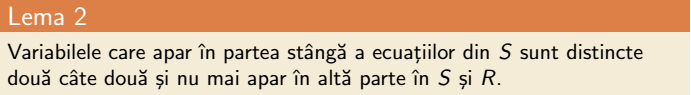 Lema 2
Variabilele care apar în partea stângă a ecuațiilor din S sunt distincte
două câte două și nu mai apar în altă parte în S și R.